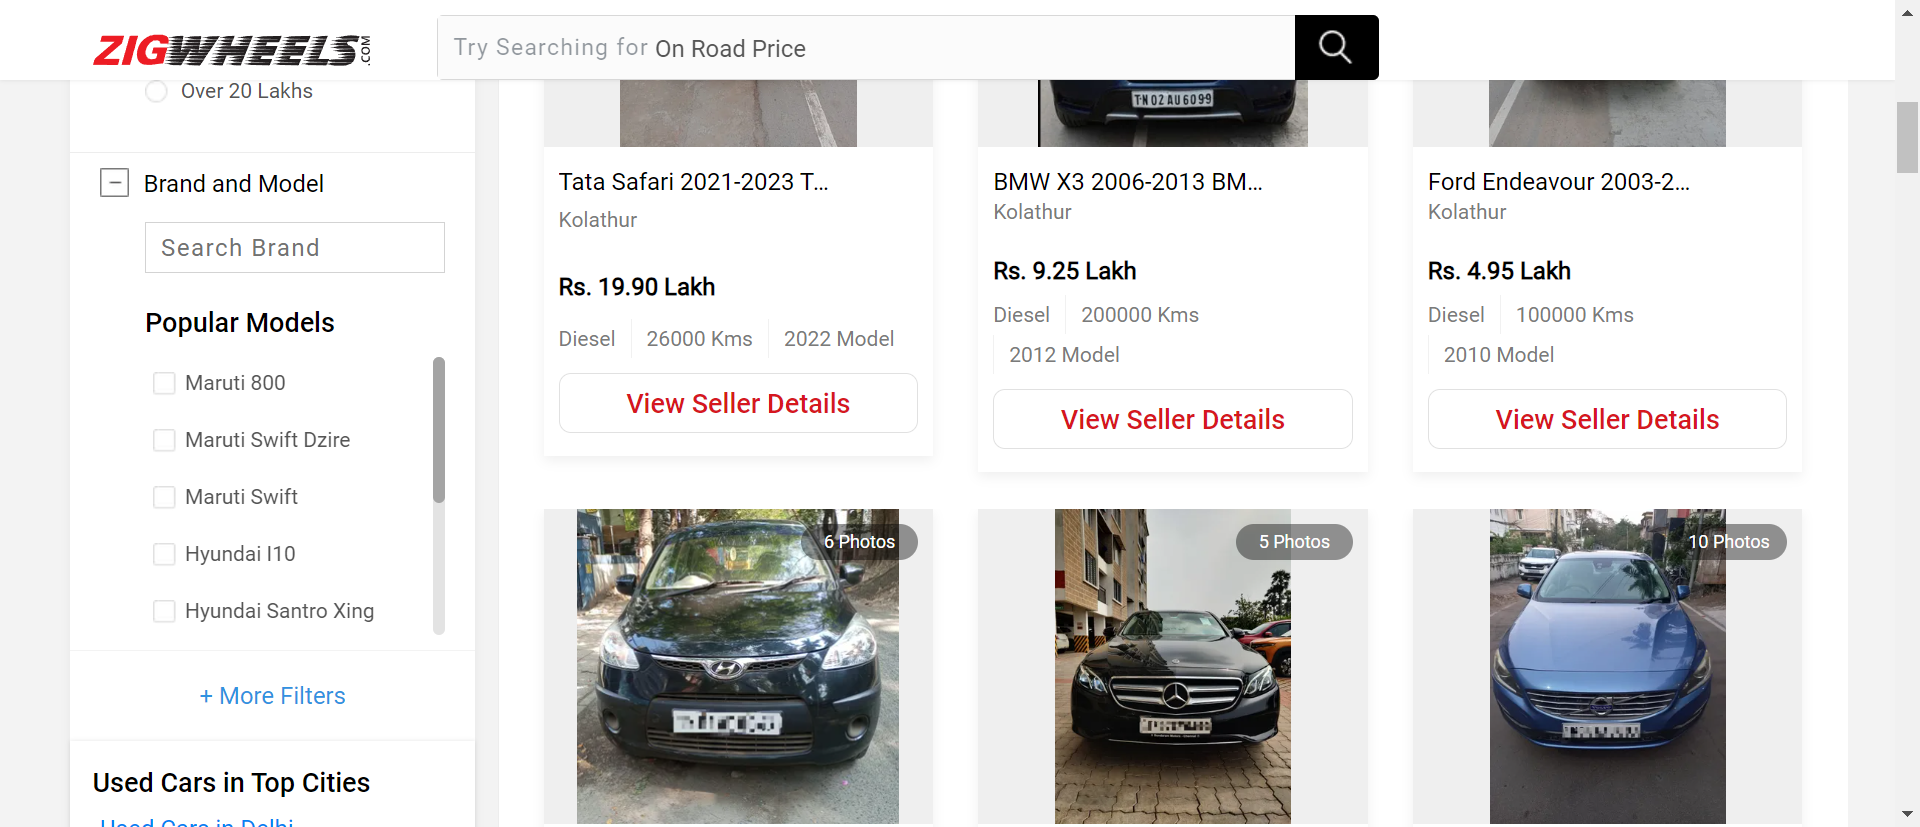 ZIGWHEELS.COM
Try Searching for On Road Price
Over 20 Lakhs
Brand and Model
Search Brand
Popular Models
Maruti 800
Maruti Swift Dzire
Maruti Swift
Hyundai I10
Hyundai Santro Xing
+ More Filters
Used Cars in Top Cities
Used Cars in Delhi
TN02AU6099
Tata Safari 2021-2023 T...
Kolathur
Rs. 19.90 Lakh
Diesel
26000 Kms
2022 Model
View Seller Details
BMW X3 2006-2013 BM...
Kolathur
Rs. 9.25 Lakh
Diesel
200000 Kms
2012 Model
View Seller Details
Ford Endeavour 2003-2...
Kolathur
Rs. 4.95 Lakh
Diesel
100000 Kms
2010 Model
View Seller Details
6 Photos
5 Photos
10 Photos